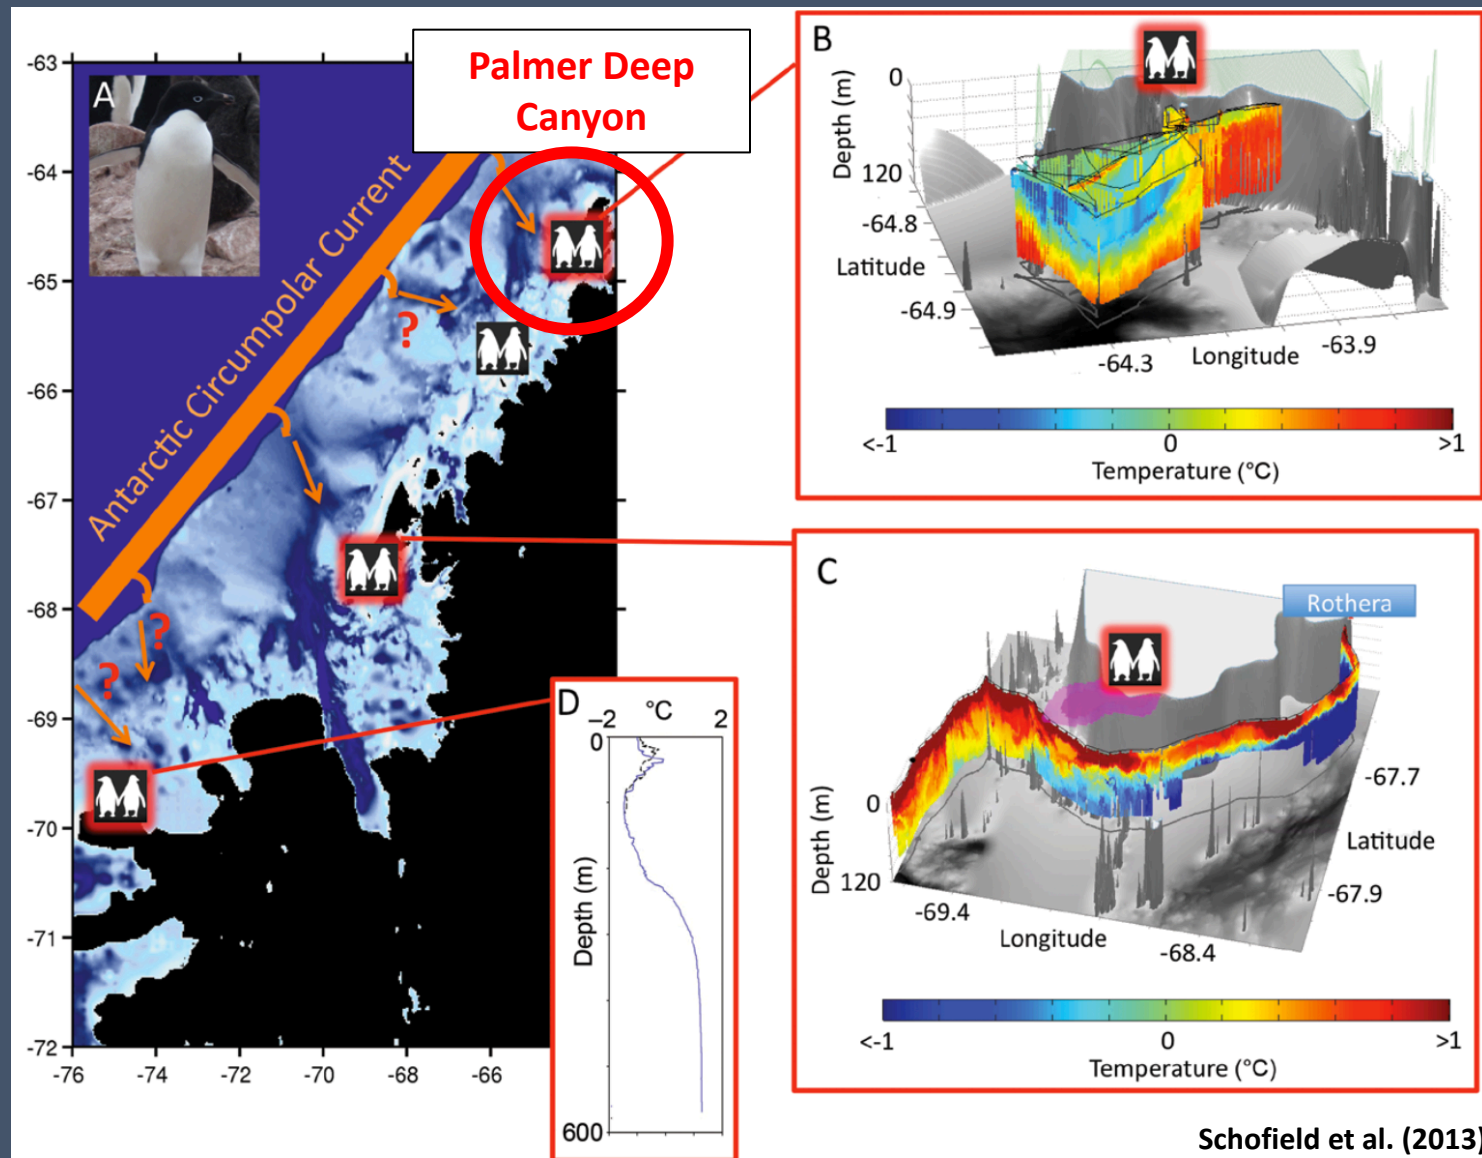 Palmer Deep
Canyon
A
Antarctic Circumpolar Current
?
?
?
-63
-64
-65
-66
-67
-68
-69
-70
-71
-72
-76
-74
-72
-70
-68
-66
B
Depth (m)
0
120
-64.8
Latitude
-64.9
-64.3
Longitude
-63.9
<-1
0
>1
Temperature (°C)
C
Rothera
Depth (m)
0
120
-69.4
Longitude
-68.4
-67.7
Latitude
-67.9
<-1
0
>1
Temperature (°C)
D
°C
–2
2
0
Depth (m)
600
Schofield et al. (2013)